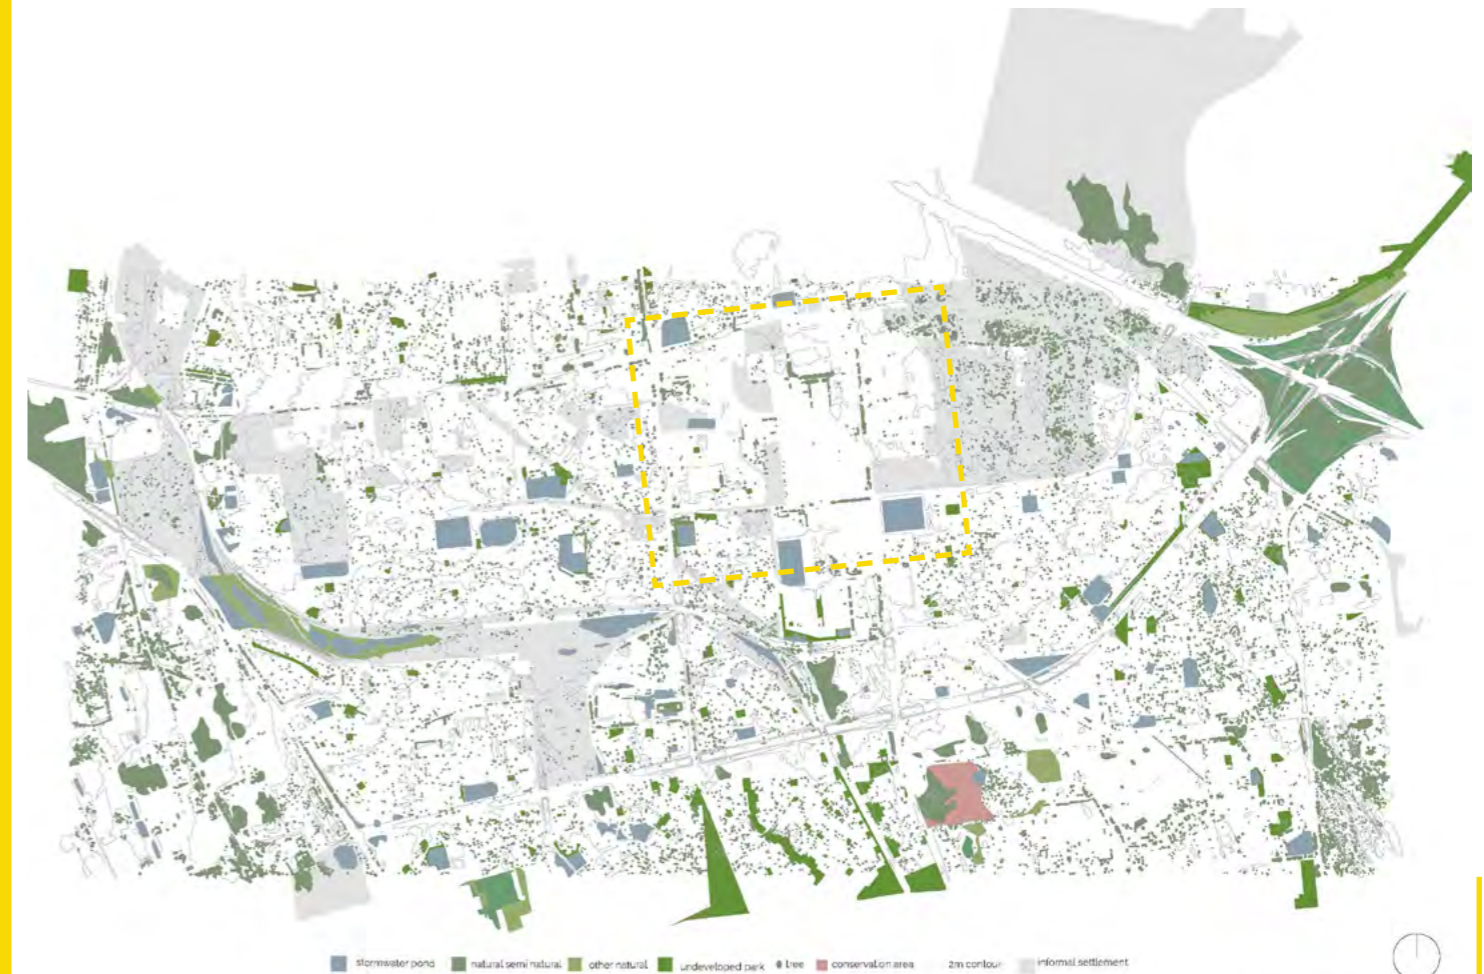 stormwater pond natural semi natural other natural undeveloped park tree conservation area 2m contour informal settlement